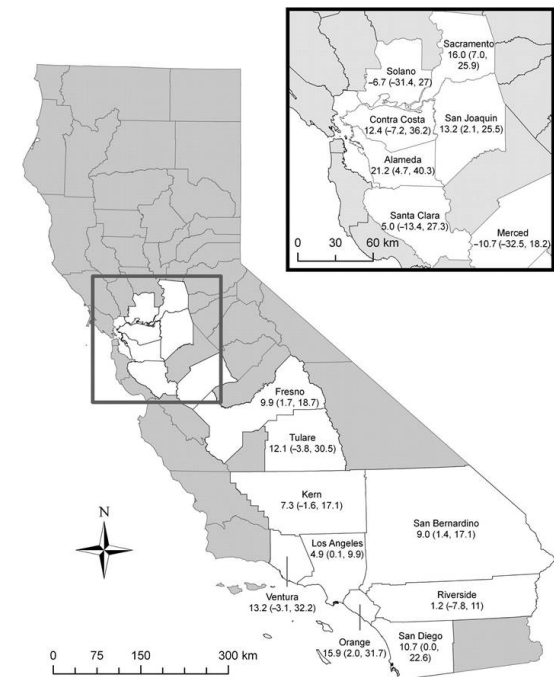 Sacramento
16.0 (7.0,
25.9)
Solano
−6.7 (−31.4, 27)
Contra Costa
12.4 (−7.2, 36.2)
San Joaquin
13.2 (2.1, 25.5)
Alameda
21.2 (4.7, 40.3)
Santa Clara
5.0 (−13.4, 27.3)
Merced
−10.7 (−32.5, 18.2)
0 30 60 km
Fresno
9.9 (1.7, 18.7)
Tulare
12.1 (−3.8, 30.5)
Kern
7.3 (−1.6, 17.1)
San Bernardino
9.0 (1.4, 17.1)
Los Angeles
4.9 (0.1, 9.9)
N
Ventura
13.2 (−3.1, 32.2)
Riverside
1.2 (−7.8, 11)
Orange
15.9 (2.0, 31.7)
San Diego
10.7 (0.0,
22.6)
0 75 150 300 km